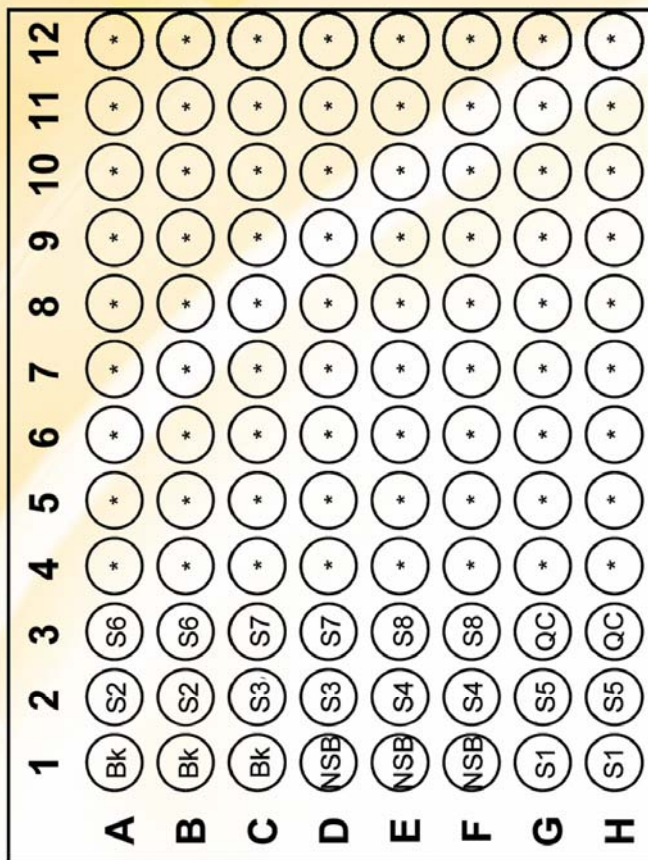 1 2 3 4 5 6 7 8 9 10 11 12
A Bk S2 S6 * * * * * * * * *
B Bk S2 S6 * * * * * * * * *
C Bk S3 S7 * * * * * * * * *
D NSB S3 S7 * * * * * * * * *
E NSB S4 S8 * * * * * * * * *
F NSB S4 S8 * * * * * * * * *
G S1 S5 QC * * * * * * * * *
H S1 S5 QC * * * * * * * * *